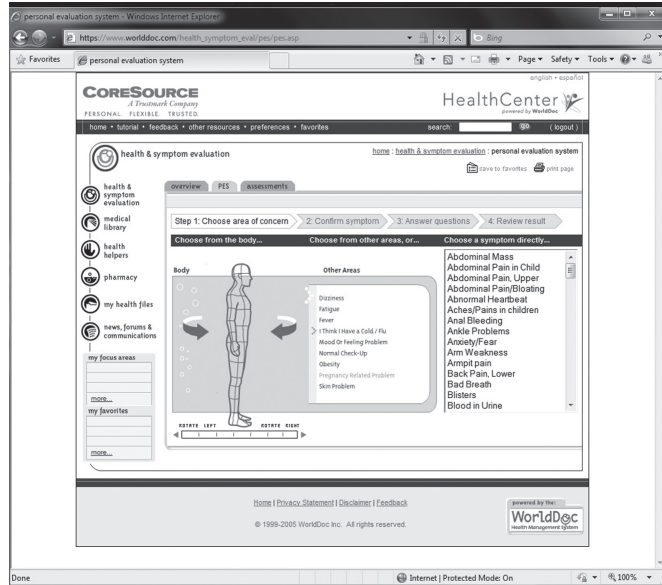 personal evaluation system - Windows Internet Explorer
https://www.worlddoc.com/health_symptom_eval/pes/pes.asp
Bing
Favorites
personal evaluation system
Page
Safety
Tools
english • español
CORESOURCE
A Trustmark Company
PERSONAL. FLEXIBLE. TRUSTED.
HealthCenter
powered by WorldDoc
home • tutorial • feedback • other resources • preferences • favorites
search:
go
( logout )
health & symptom evaluation
home : health & symptom evaluation : personal evaluation system
save to favorites
print page
health &
symptom
evaluation
medical
library
health
helpers
pharmacy
my health files
news, forums &
communications
my focus areas
more...
my favorites
more...
overview
PES
assessments
Step 1: Choose area of concern
2: Confirm symptom
3: Answer questions
4: Review result
Choose from the body...
Choose from other areas, or...
Choose a symptom directly...
Body
ROTATE LEFT
ROTATE RIGHT
Other Areas
Dizziness
Fatigue
Fever
I Think I Have a Cold / Flu
Mood Or Feeling Problem
Normal Check-Up
Obesity
Pregnancy Related Problem
Skin Problem
Abdominal Mass
Abdominal Pain in Child
Abdominal Pain, Upper
Abdominal Pain/Bloating
Abnormal Heartbeat
Aches/Pains in children
Anal Bleeding
Ankle Problems
Anxiety/Fear
Arm Weakness
Armpit pain
Back Pain, Lower
Bad Breath
Blisters
Blood in Urine
Home | Privacy Statement | Disclaimer | Feedback
© 1999-2005 WorldDoc Inc. All rights reserved.
powered by the:
WorldDoc
Health Management System
Done
Internet | Protected Mode: On
100%